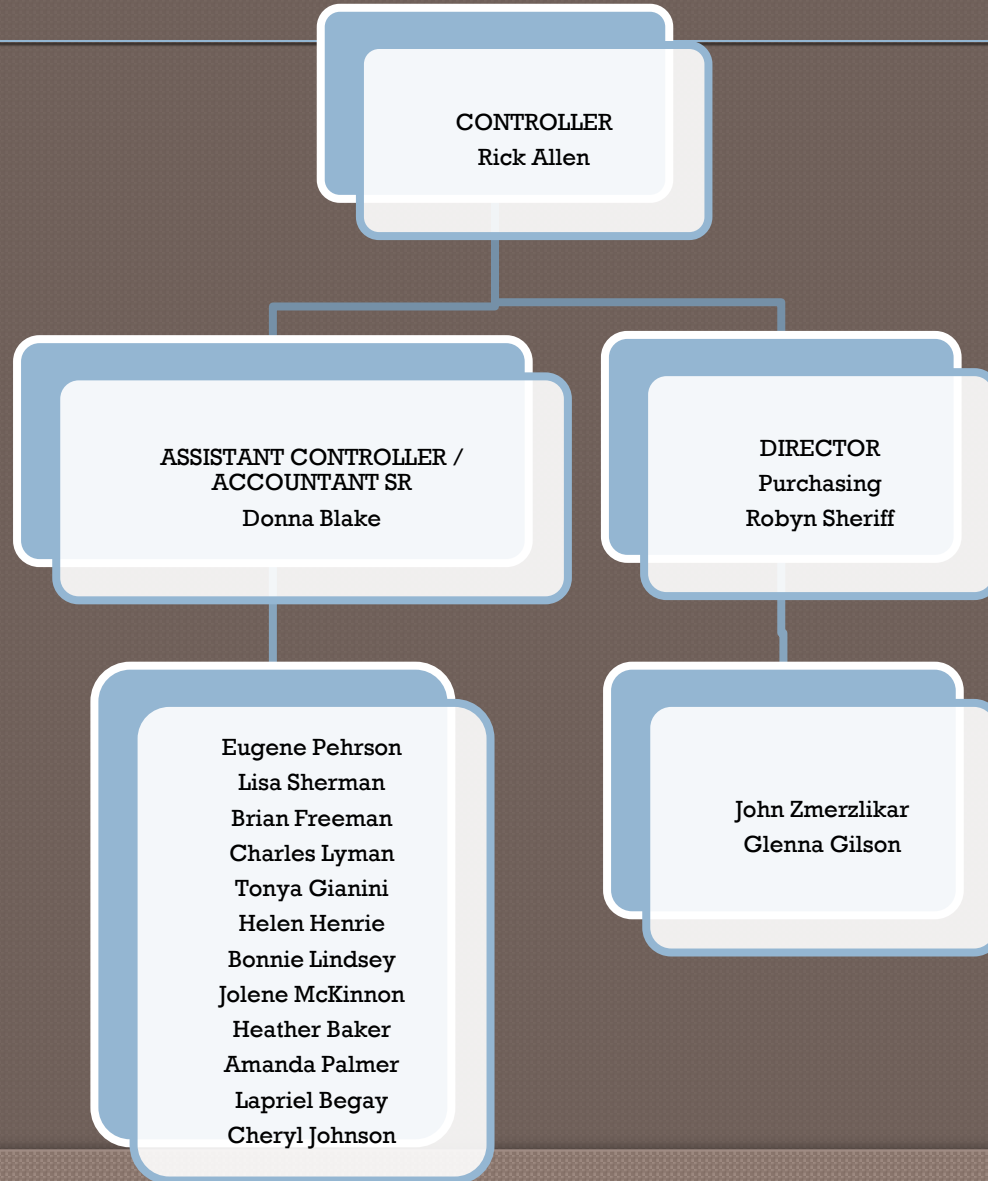 CONTROLLER
Rick Allen
ASSISTANT CONTROLLER /
ACCOUNTANT SR
Donna Blake
DIRECTOR
Purchasing
Robyn Sheriff
Eugene Pehrson
Lisa Sherman
Brian Freeman
Charles Lyman
Tonya Gianini
Helen Henrie
Bonnie Lindsey
Jolene McKinnon
Heather Baker
Amanda Palmer
Lapriel Begay
Cheryl Johnson
John Zmerzlikar
Glenna Gilson